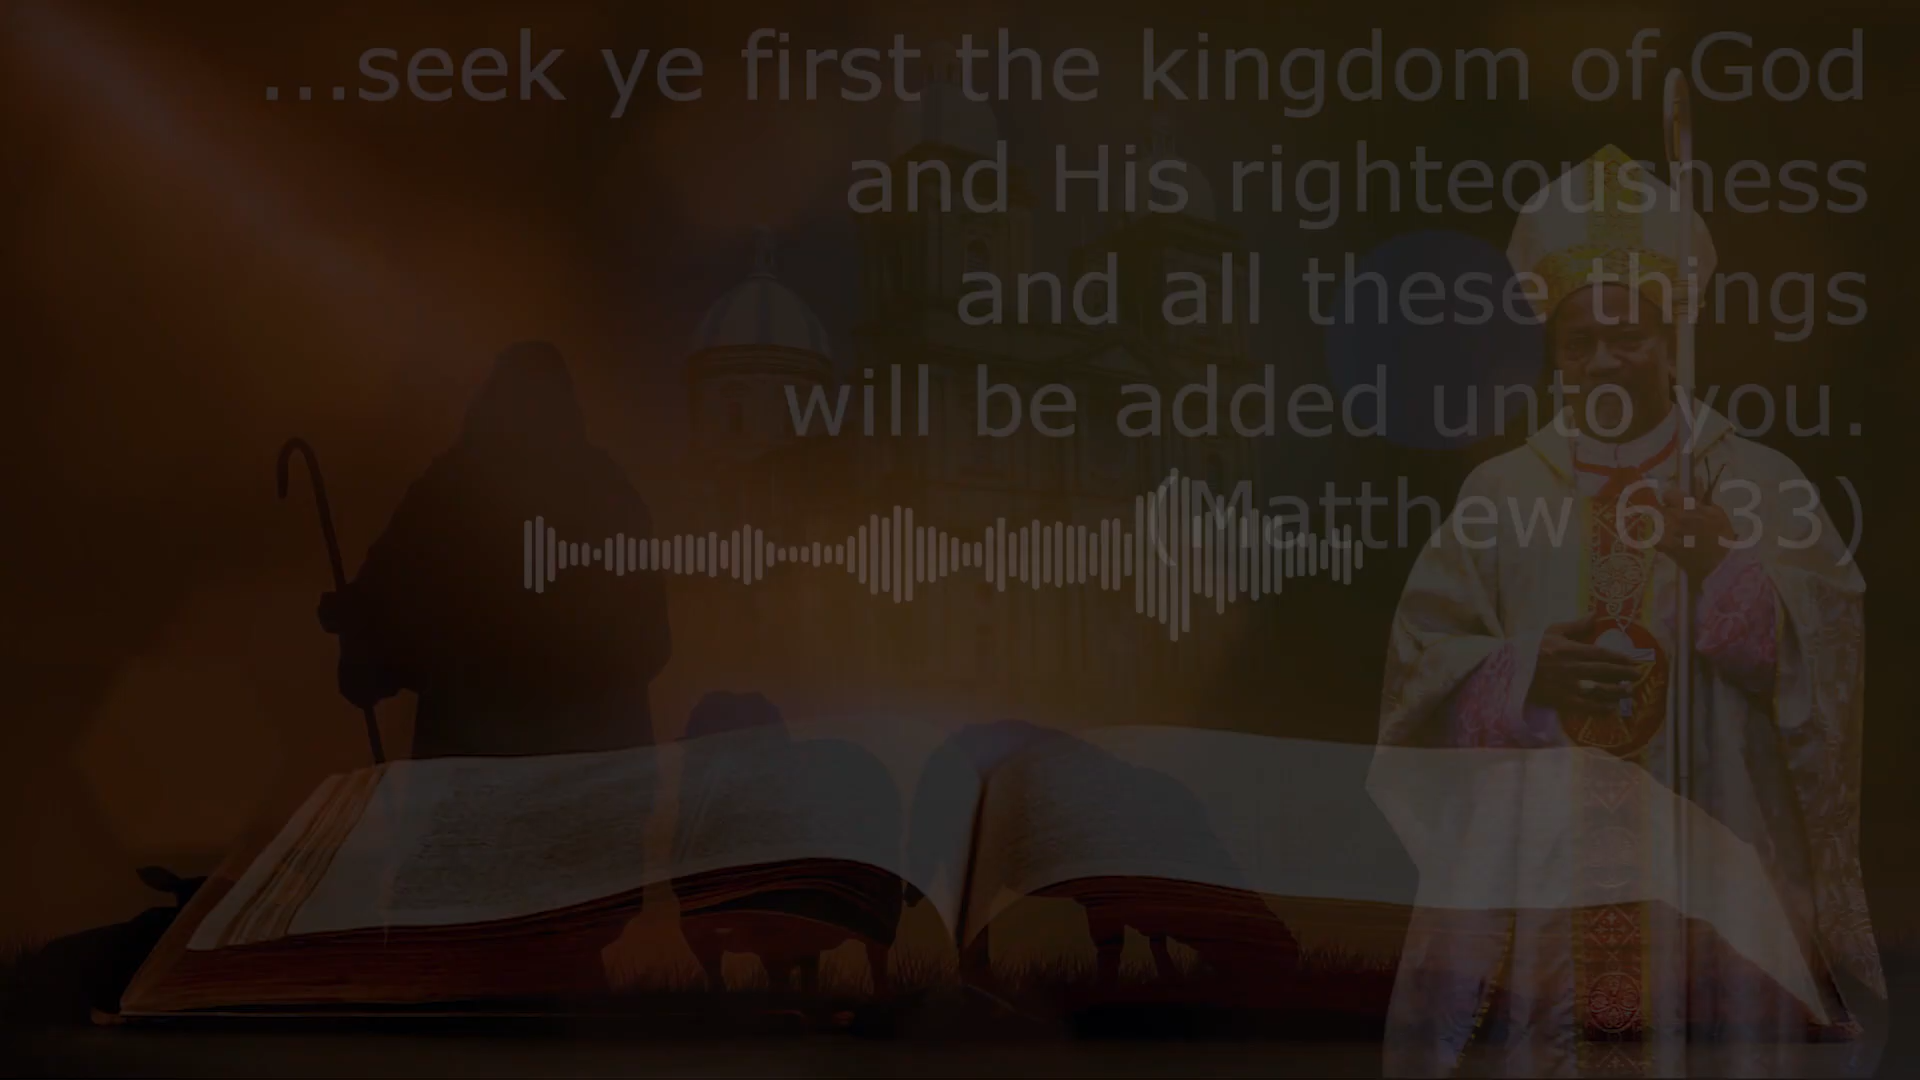 ...seek ye first the kingdom of God
and His righteousness
and all these things
will be added unto you.
(Matthew 6:33)